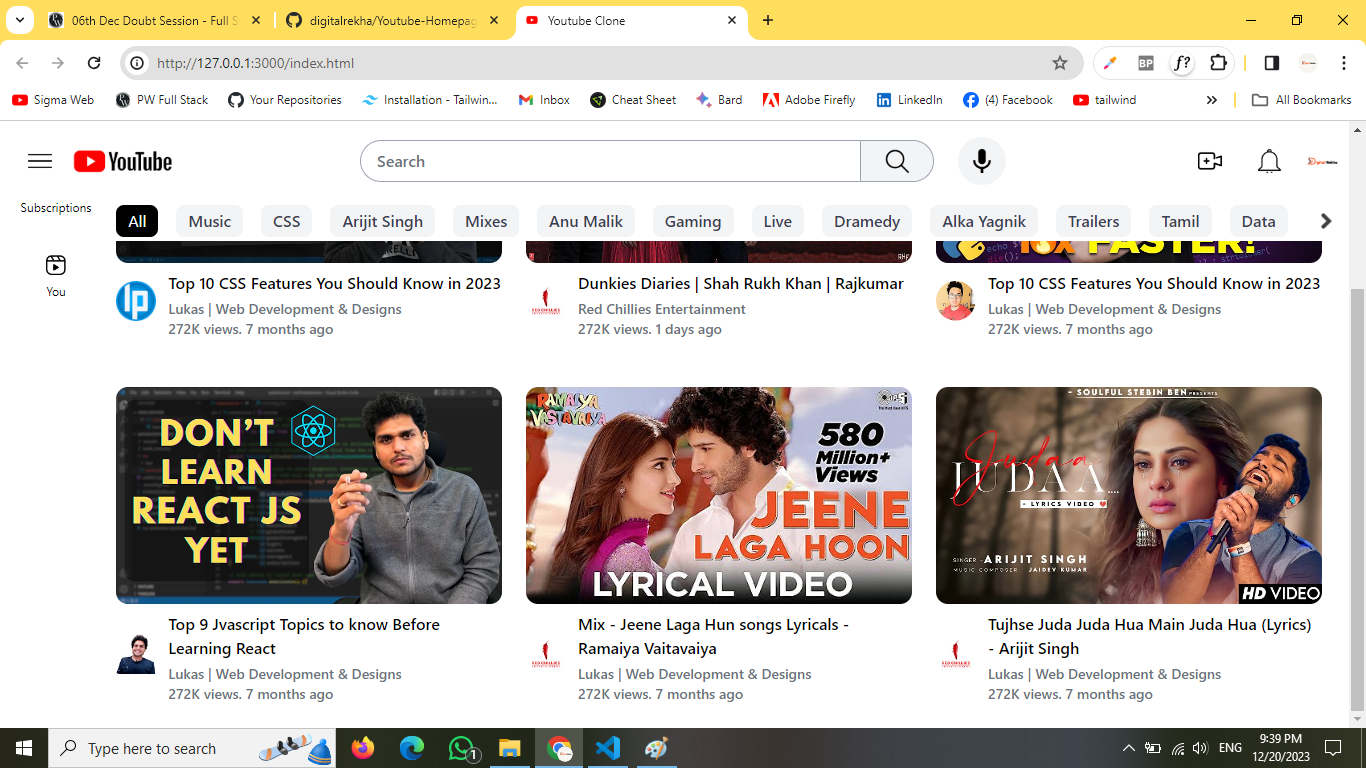 06th Dec Doubt Session - Full S
digitalrekha/Youtube-Homepag
Youtube Clone
http://127.0.0.1:3000/index.html
BP
f?
Sigma Web
PW Full Stack
Your Repositories
Installation - Tailwin...
Inbox
Cheat Sheet
Bard
Adobe Firefly
LinkedIn
(4) Facebook
tailwind
All Bookmarks
YouTube
Search
Subscriptions
All
Music
CSS
Arijit Singh
Mixes
Anu Malik
Gaming
Live
Dramedy
Alka Yagnik
Trailers
Tamil
Data
You
FASTER!
Top 10 CSS Features You Should Know in 2023
Lukas | Web Development & Designs
272K views. 7 months ago
Dunkies Diaries | Shah Rukh Khan | Rajkumar
Red Chillies Entertainment
272K views. 1 days ago
Top 10 CSS Features You Should Know in 2023
Lukas | Web Development & Designs
272K views. 7 months ago
DON'T
LEARN
REACT JS
YET
RAMAIYA
VASTAVAIYA
580
Million+
Views
JEENE
LAGA HOON
LYRICAL VIDEO
- SOULFUL STEBIN BEN PRESENTS
Judaa
JUDAA....
- LYRICS VIDEO
SINGER ARIJIT SINGH
MUSIC COMPOSER - JAIDEV KUMAR
HD VIDEO
Top 9 Jvascript Topics to know Before
Learning React
Lukas | Web Development & Designs
272K views. 7 months ago
Mix - Jeene Laga Hun songs Lyricals -
Ramaiya Vaitavaiya
Lukas | Web Development & Designs
272K views. 7 months ago
Tujhse Juda Juda Hua Main Juda Hua (Lyrics)
- Arijit Singh
Lukas | Web Development & Designs
272K views. 7 months ago
Type here to search
1
ENG
9:39 PM
12/20/2023